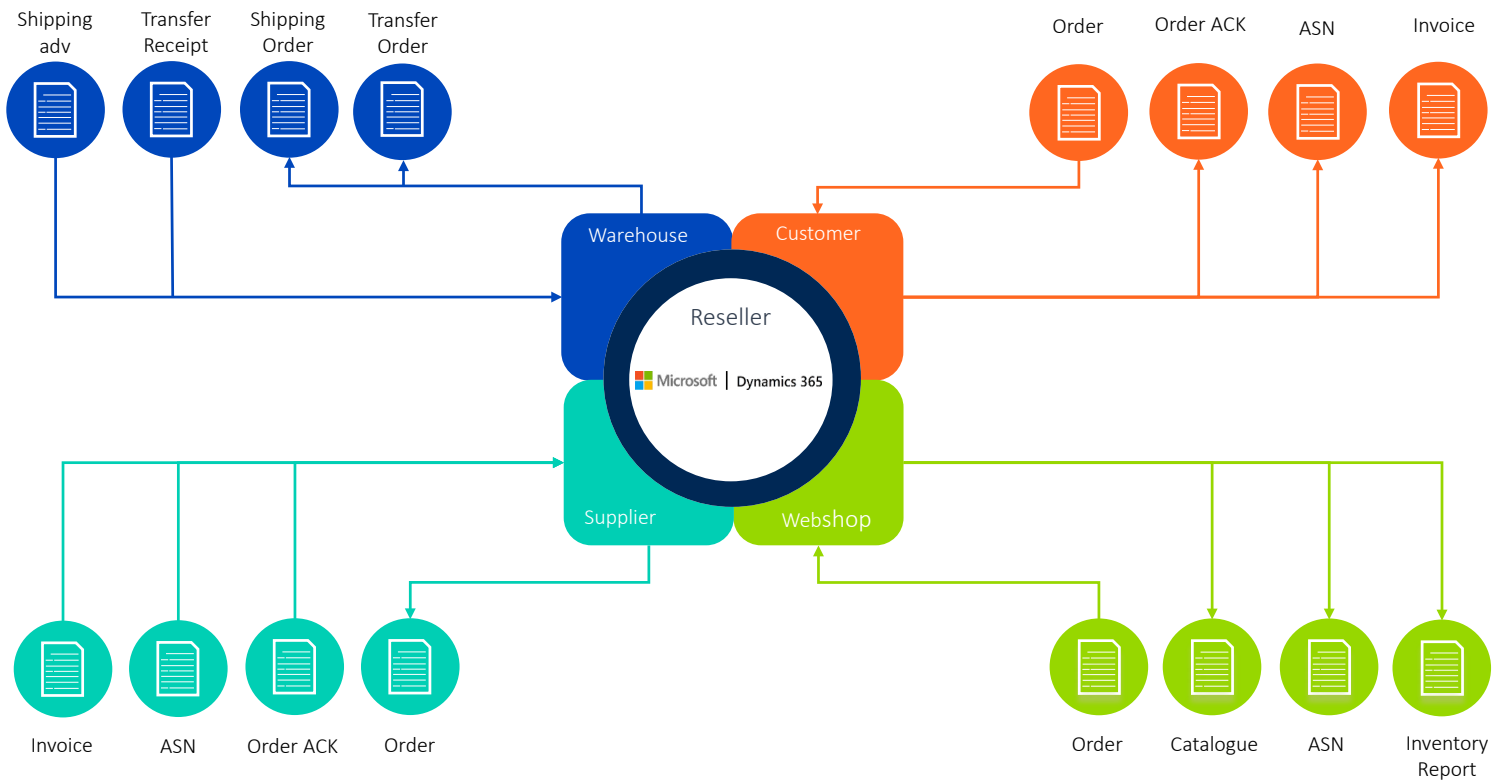 Shipping
adv
Transfer
Receipt
Shipping
Order
Transfer
Order
Order
Order ACK
ASN
Invoice
Warehouse
Customer
Reseller
Microsoft | Dynamics 365
Supplier
Webshop
Invoice
ASN
Order ACK
Order
Order
Catalogue
ASN
Inventory
Report